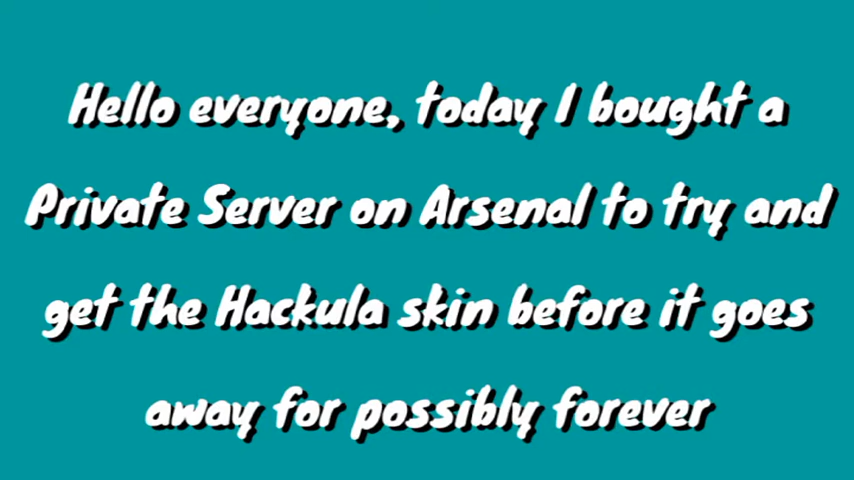 Hello everyone, today I bought a
Private Server on Arsenal to try and
get the Hackula skin before it goes
away for possibly forever